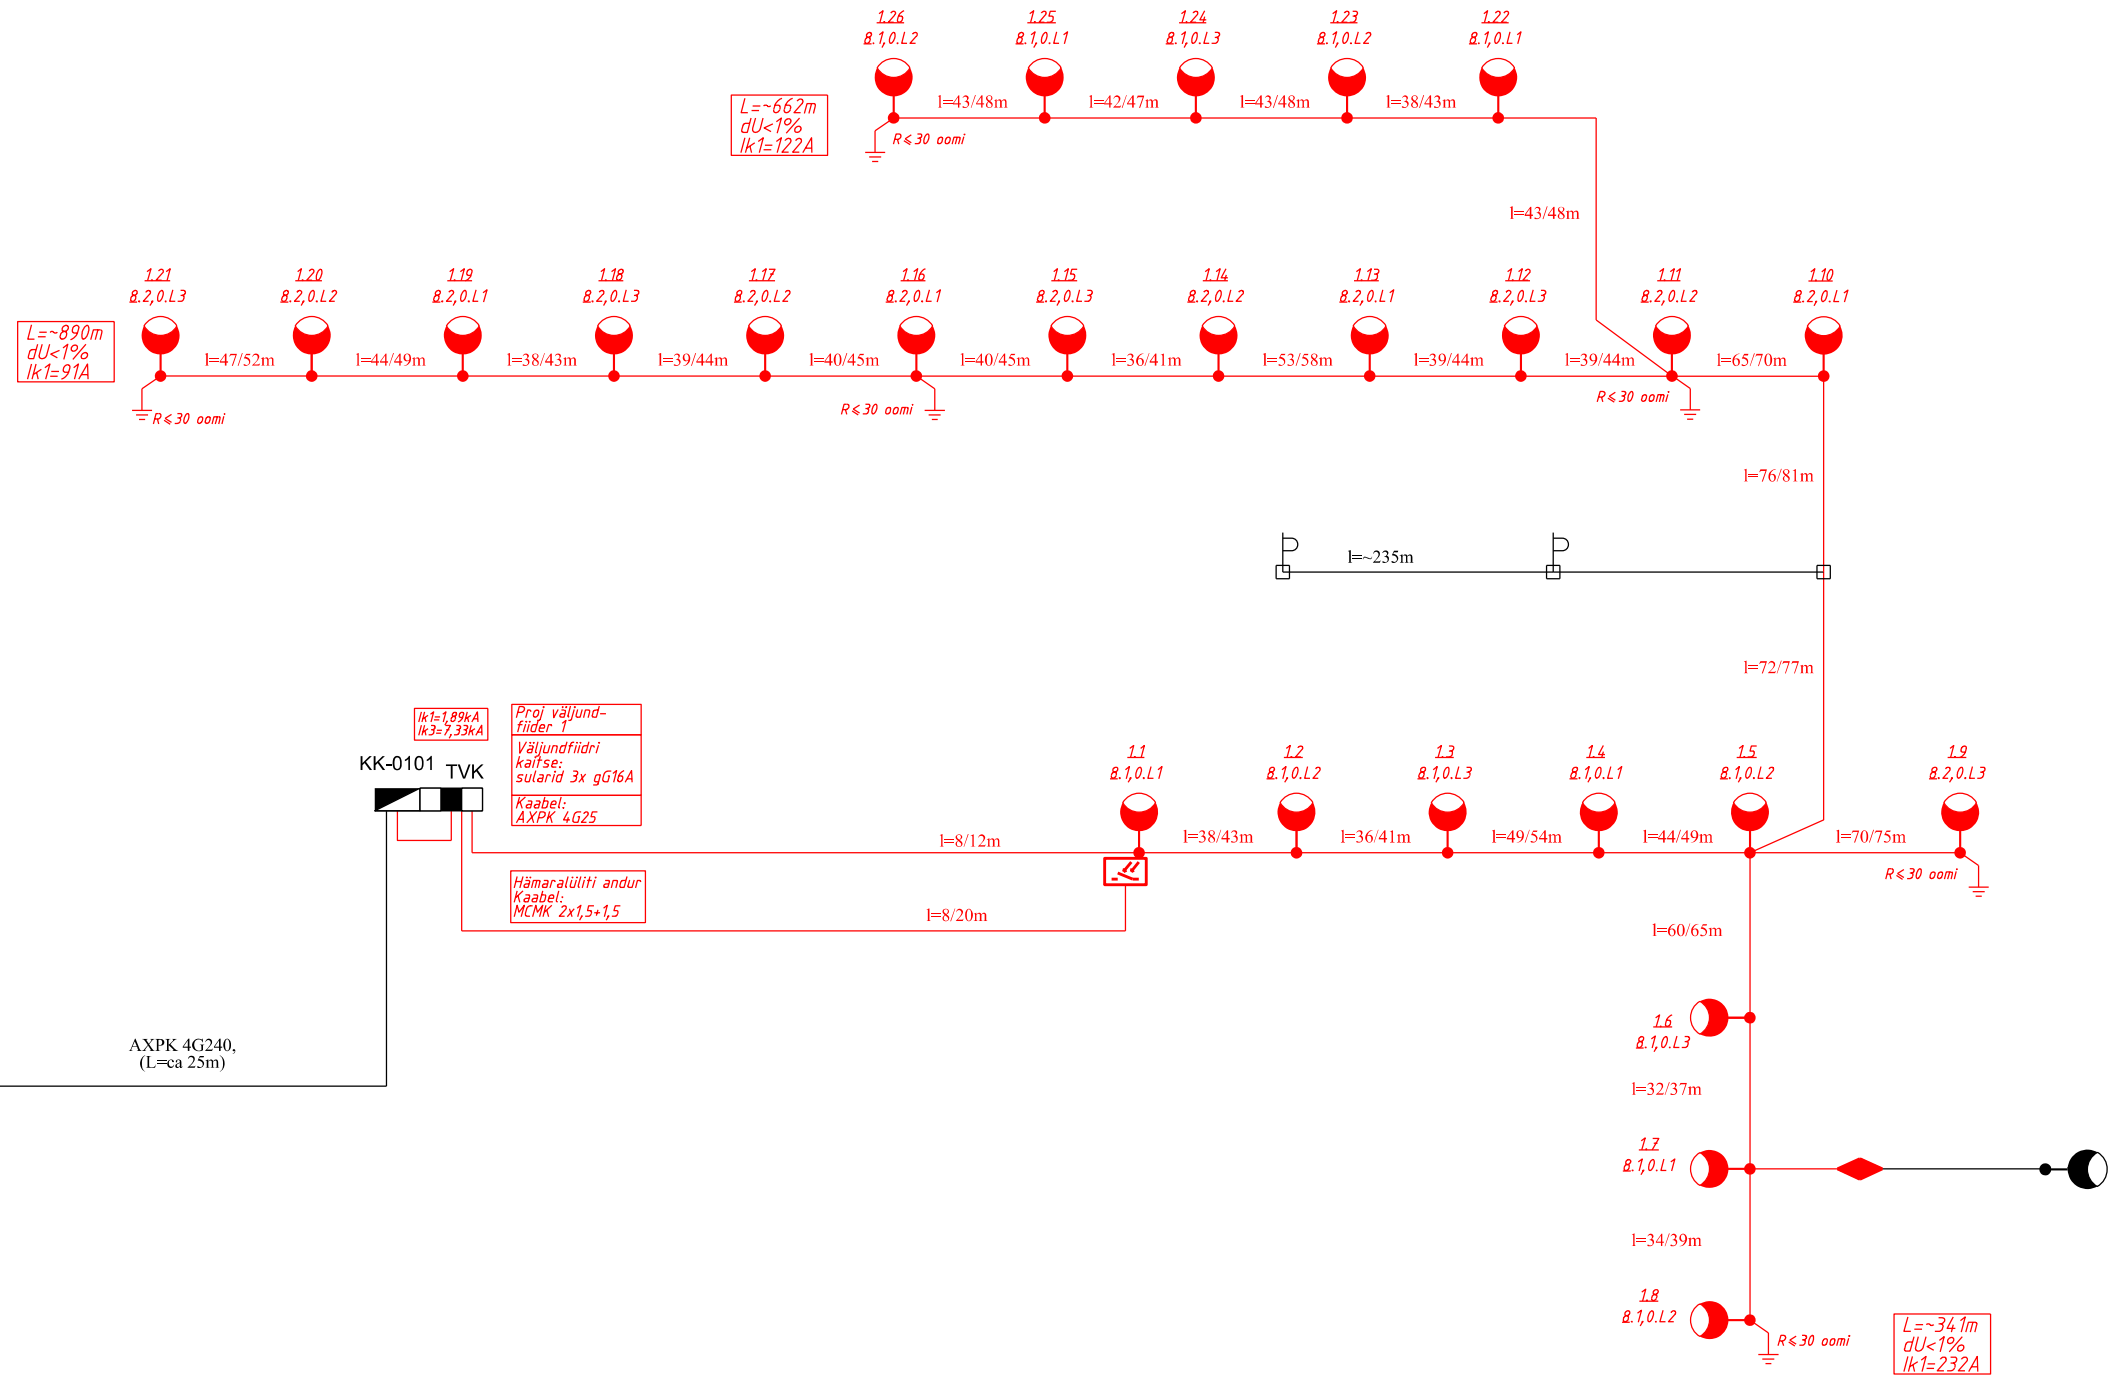 1.26
8.1,0.L2
1.25
8.1,0.L1
1.24
8.1,0.L3
1.23
8.1,0.L2
1.22
8.1,0.L1
L=~662m
dU<1%
Ik1=122A
l=43/48m
l=42/47m
l=43/48m
l=38/43m
R≤30 oomi
l=43/48m
1.21
8.2,0.L3
1.20
8.2,0.L2
1.19
8.2,0.L1
1.18
8.2,0.L3
1.17
8.2,0.L2
1.16
8.2,0.L1
1.15
8.2,0.L3
1.14
8.2,0.L2
1.13
8.2,0.L1
1.12
8.2,0.L3
1.11
8.2,0.L2
1.10
8.2,0.L1
L=~890m
dU<1%
Ik1=91A
l=47/52m
l=44/49m
l=38/43m
l=39/44m
l=40/45m
l=40/45m
l=36/41m
l=53/58m
l=39/44m
l=39/44m
l=65/70m
R≤30 oomi
R≤30 oomi
R≤30 oomi
l=76/81m
l=~235m
l=72/77m
Ik1=1,89kA
Ik3=7,33kA
Proj väljund-
fiider 1
Väljundfiidri
kaitse:
sularid 3x gG16A
Kaabel:
AXPK 4G25
KK-0101
TVK
1.1
8.1,0.L1
1.2
8.1,0.L2
1.3
8.1,0.L3
1.4
8.1,0.L1
1.5
8.1,0.L2
1.9
8.2,0.L3
l=8/12m
l=38/43m
l=36/41m
l=49/54m
l=44/49m
l=70/75m
R≤30 oomi
Hämaralüliti andur
Kaabel:
MCMK 2x1,5+1,5
l=8/20m
l=60/65m
AXPK 4G240,
(L=ca 25m)
1.6
8.1,0.L3
l=32/37m
1.7
8.1,0.L1
l=34/39m
1.8
8.1,0.L2
R≤30 oomi
L=~341m
dU<1%
Ik1=232A